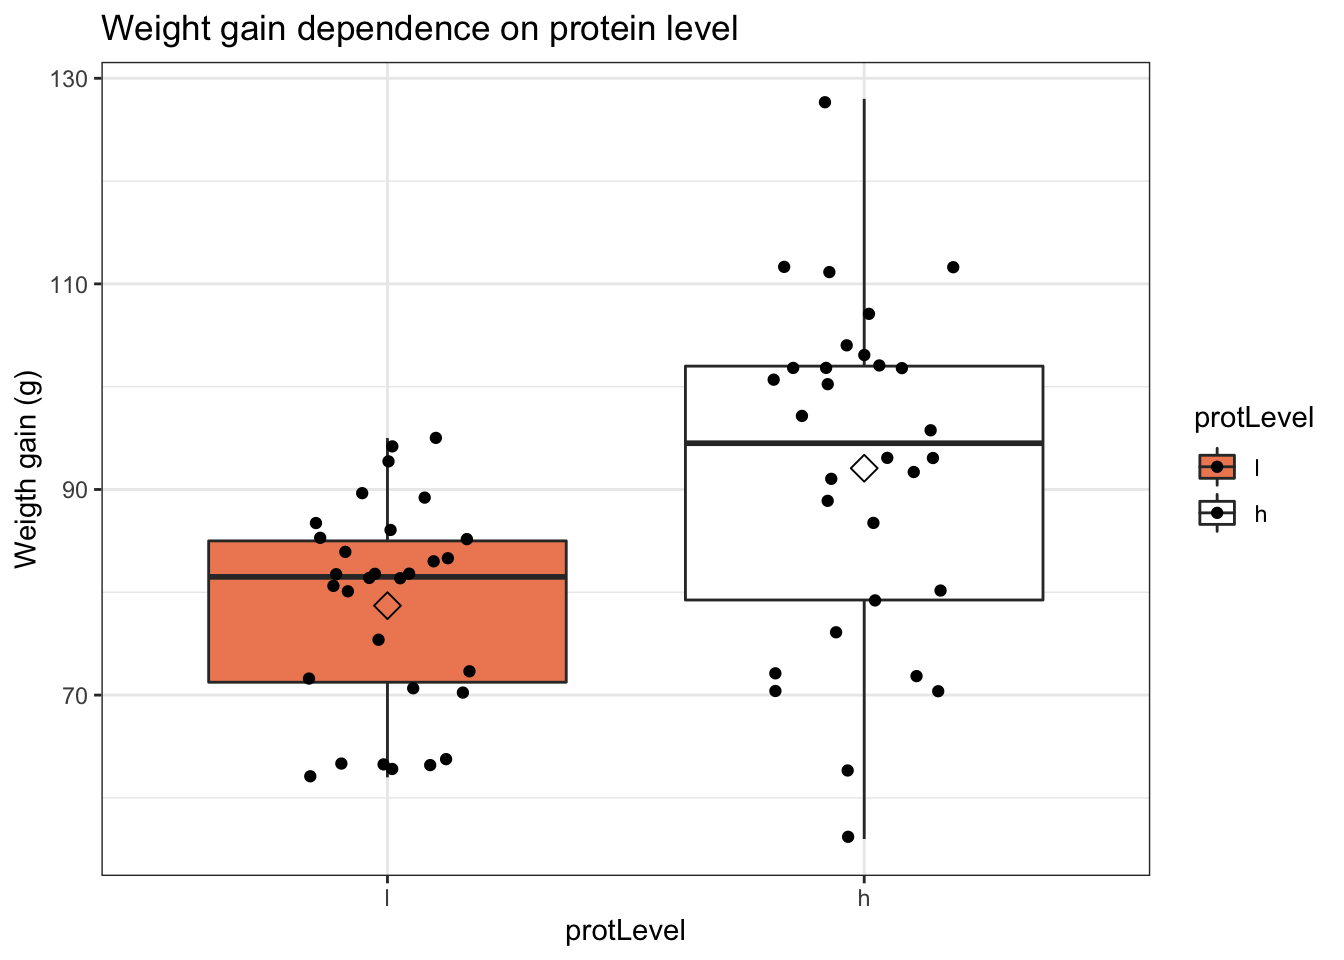 Weight gain dependence on protein level
130
110
90
70
Weigth gain (g)
l
h
protLevel
protLevel
l
h